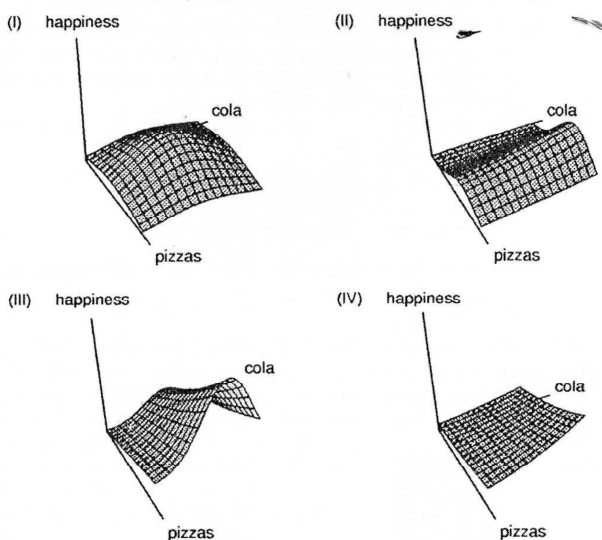 (I) happiness
cola
pizzas
(II) happiness
cola
pizzas
(III) happiness
cola
pizzas
(IV) happiness
cola
pizzas